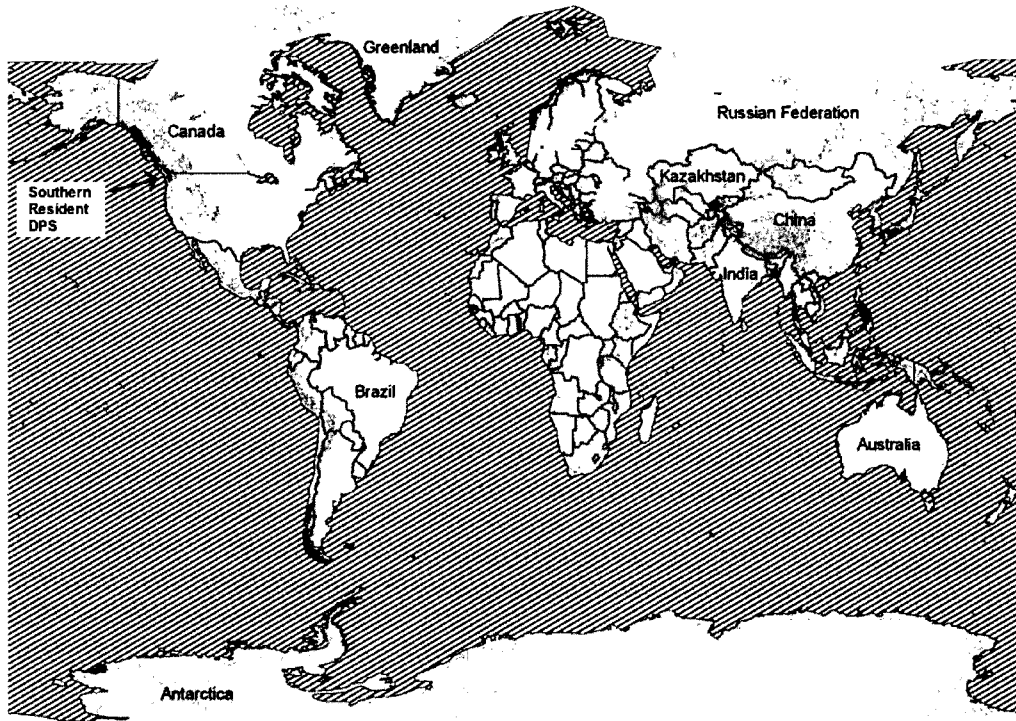 Greenland
Russian Federation
Canada
Kazakhstan
Southern
Resident
DPS
China
India
Brazil
Australia
Antarctica